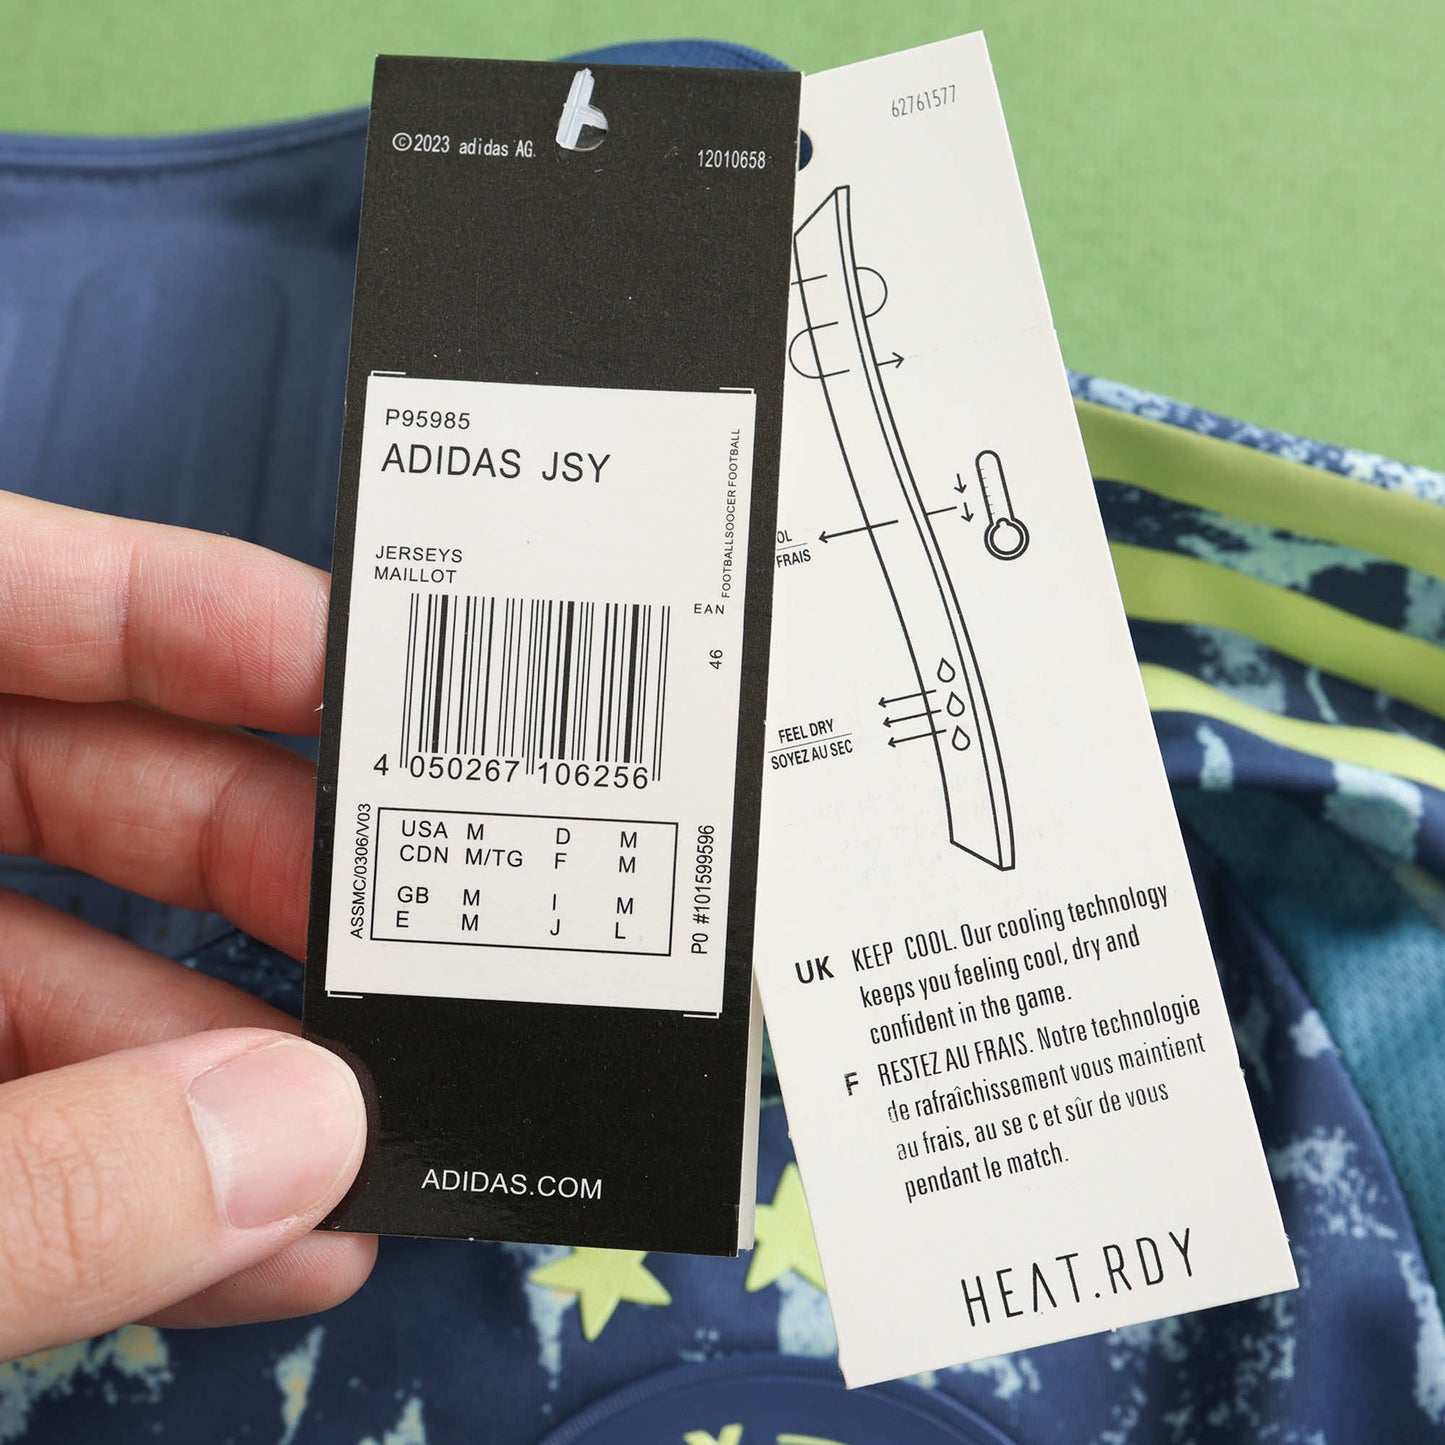 ©2023 adidas AG.
12010658
P95985
ADIDAS JSY
JERSEYS
MAILLOT
FOOTBALLSOCCER FOOTBALL
EAN
46
4 050267 106256
ASSMC/0306/V03
USA M D M
CDN M/TG F M
GB M I M
E M J L
PO #101599596
ADIDAS.COM
62761577
OL
FRAIS
FEEL DRY
SOYEZ AU SEC
UK KEEP COOL. Our cooling technology
keeps you feeling cool, dry and
confident in the game.
F RESTEZ AU FRAIS. Notre technologie
de rafraîchissement vous maintient
au frais, au se c et sûr de vous
pendant le match.
HEAT.RDY